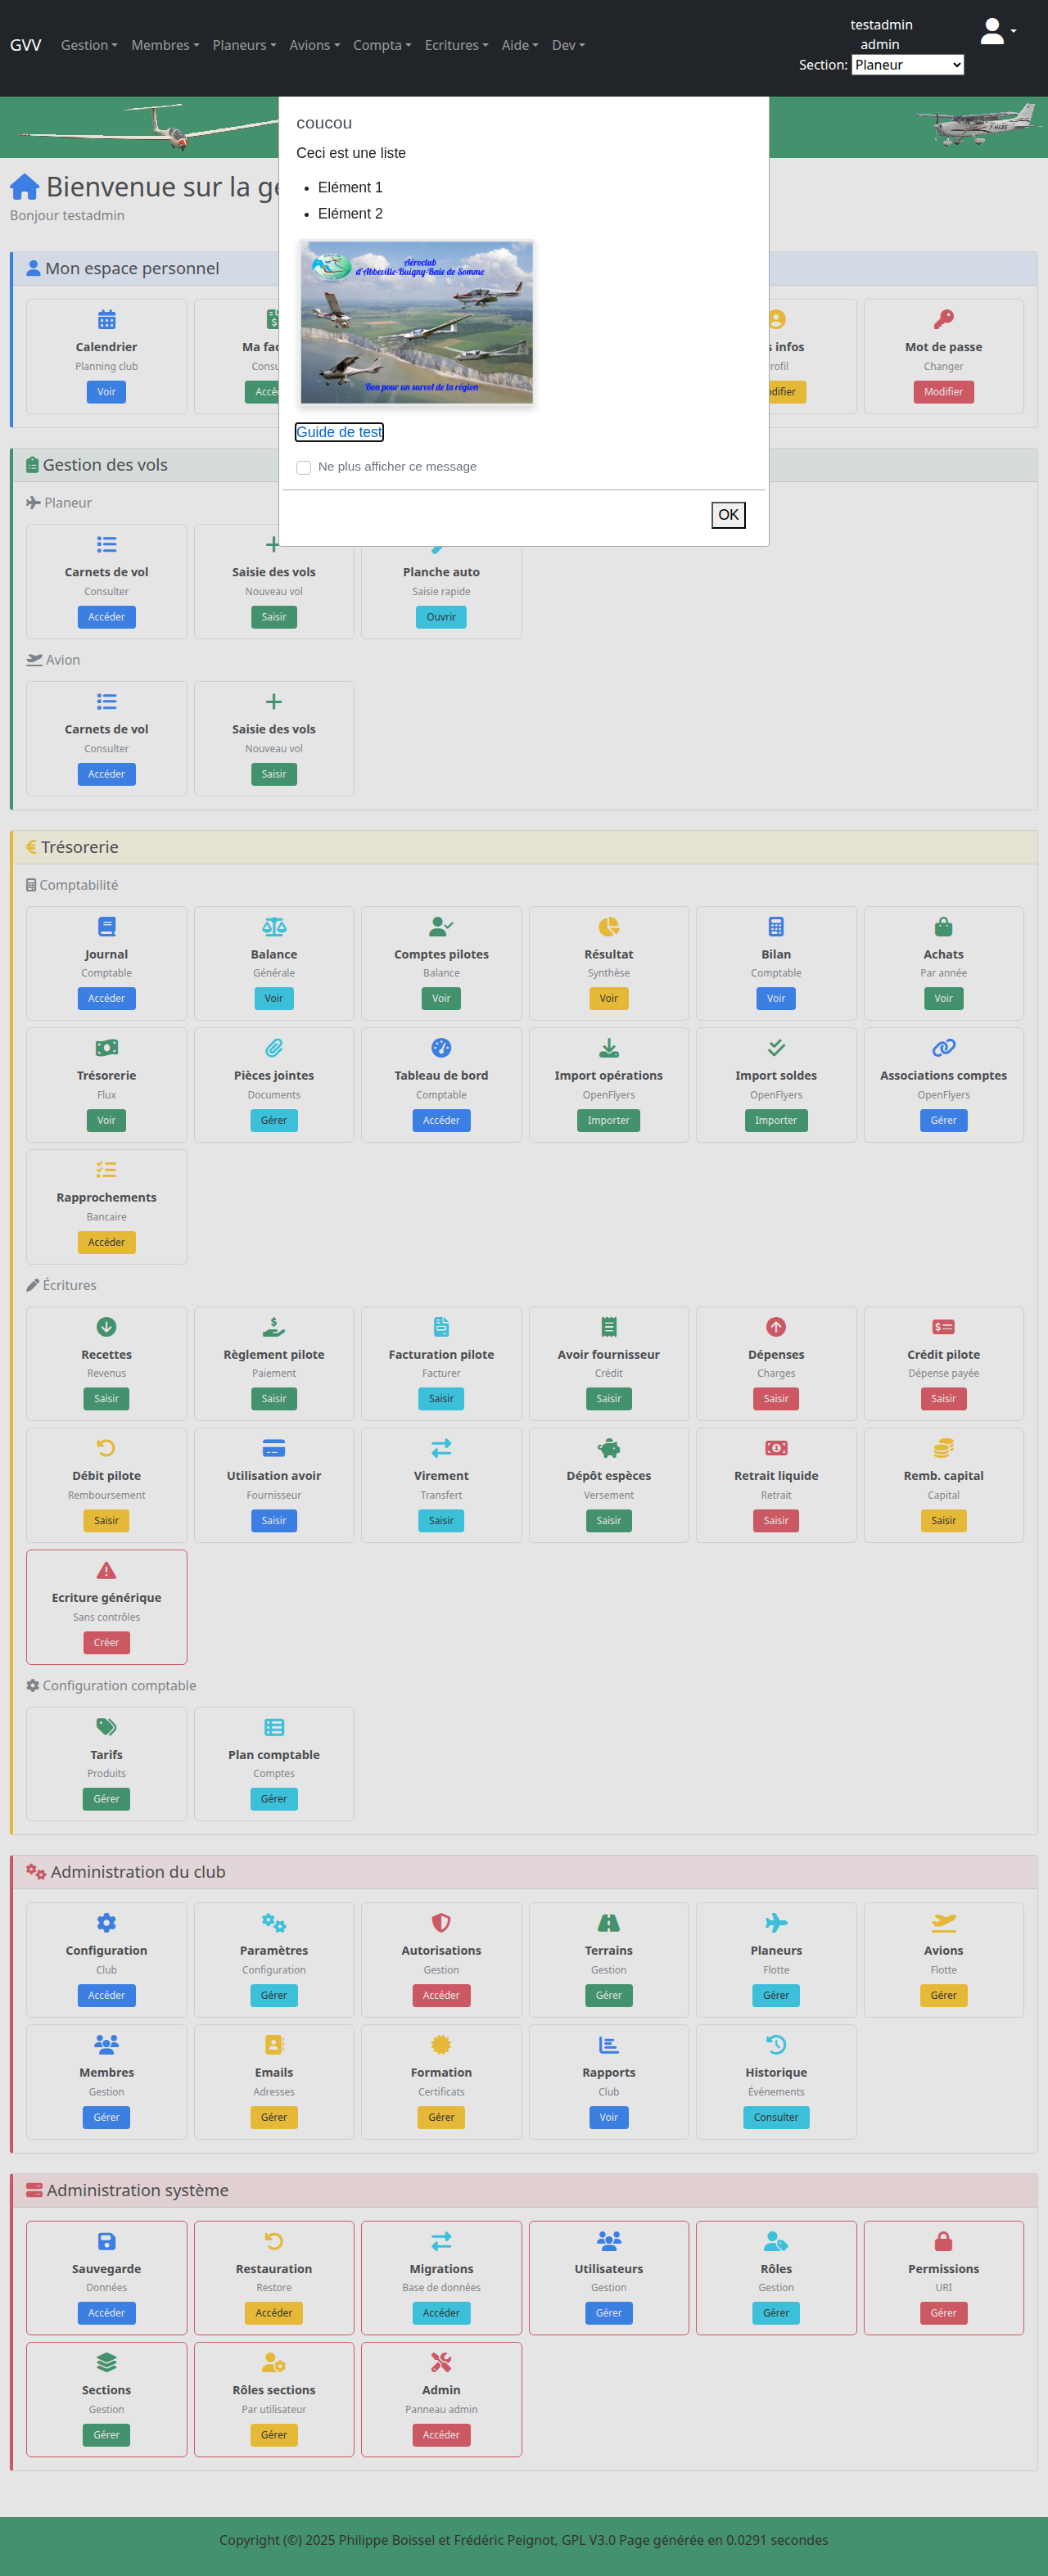 testadmin
GVV Gestion Membres Planeurs Avions Compta Ecritures Aide Dev
admin
Section: Planeur
F-HABS
coucou
Ceci est une liste
Elément 1
Elément 2
Aéroclub
d'Abbeville-Buigny-Baie de Somme
Bon pour un survol de la région
Guide de test
Ne plus afficher ce message
OK
Bienvenue sur la ge
Bonjour testadmin
Mon espace personnel
Calendrier Ma fac s infos Mot de passe
Planning club Consu rofil Changer
Voir Accé odifier Modifier
Gestion des vols
Planeur
Carnets de vol Saisie des vols Planche auto
Consulter Nouveau vol Saisie rapide
Accéder Saisir Ouvrir
Avion
Carnets de vol Saisie des vols
Consulter Nouveau vol
Accéder Saisir
Trésorerie
Comptabilité
Journal Balance Comptes pilotes Résultat Bilan Achats
Comptable Générale Balance Synthèse Comptable Par année
Accéder Voir Voir Voir Voir Voir
Trésorerie Pièces jointes Tableau de bord Import opérations Import soldes Associations comptes
Flux Documents Comptable OpenFlyers OpenFlyers OpenFlyers
Voir Gérer Accéder Importer Importer Gérer
Rapprochements
Bancaire
Accéder
Écritures
Recettes Règlement pilote Facturation pilote Avoir fournisseur Dépenses Crédit pilote
Revenus Paiement Facturer Crédit Charges Dépense payée
Saisir Saisir Saisir Saisir Saisir Saisir
Débit pilote Utilisation avoir Virement Dépôt espèces Retrait liquide Remb. capital
Remboursement Fournisseur Transfert Versement Retrait Capital
Saisir Saisir Saisir Saisir Saisir Saisir
Ecriture générique
Sans contrôles
Créer
Configuration comptable
Tarifs Plan comptable
Produits Comptes
Gérer Gérer
Administration du club
Configuration Paramètres Autorisations Terrains Planeurs Avions
Club Configuration Gestion Gestion Flotte Flotte
Accéder Gérer Accéder Gérer Gérer Gérer
Membres Emails Formation Rapports Historique
Gestion Adresses Certificats Club Événements
Gérer Gérer Gérer Voir Consulter
Administration système
Sauvegarde Restauration Migrations Utilisateurs Rôles Permissions
Données Restore Base de données Gestion Gestion URI
Accéder Accéder Accéder Gérer Gérer Gérer
Sections Rôles sections Admin
Gestion Par utilisateur Panneau admin
Gérer Gérer Accéder
Copyright (©) 2025 Philippe Boissel et Frédéric Peignot, GPL V3.0 Page générée en 0.0291 secondes